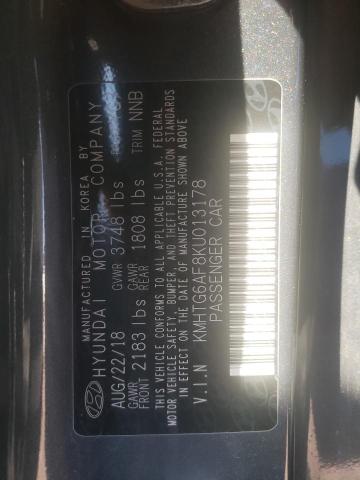 MANUFACTURED IN KOREA BY
HYUNDAI MOTOR COMPANY
AUG/22/18 GVWR 3748 lbs
GAWR FRONT 2183 lbs GAWR REAR 1808 lbs TRIM NNB
THIS VEHICLE CONFORMS TO ALL APPLICABLE U.S.A. FEDERAL
MOTOR VEHICLE SAFETY, BUMPER, AND THEFT PREVENTION STANDARDS
IN EFFECT ON THE DATE OF MANUFACTURE SHOWN ABOVE
V.I.N KMHTG6AF8KU013178
PASSENGER CAR